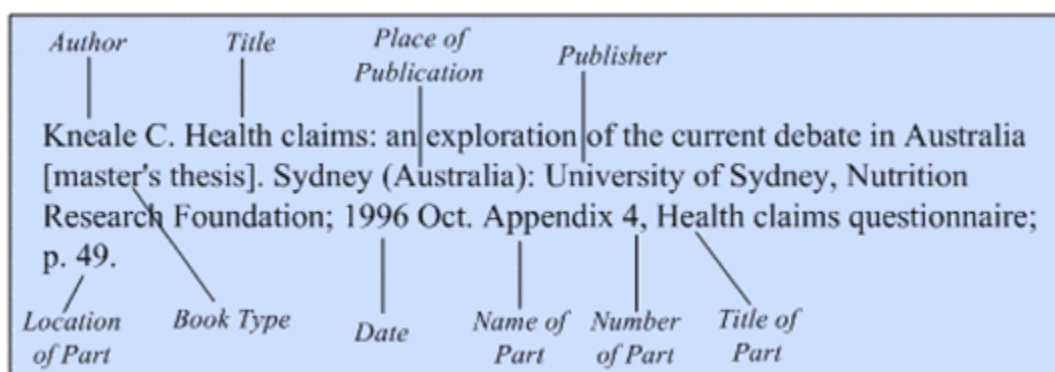 Author Title Place of Publication Publisher
Kneale C. Health claims: an exploration of the current debate in Australia
[master's thesis]. Sydney (Australia): University of Sydney, Nutrition
Research Foundation; 1996 Oct. Appendix 4, Health claims questionnaire;
p. 49.
Location of Part Book Type Date Name of Part Number of Part Title of Part